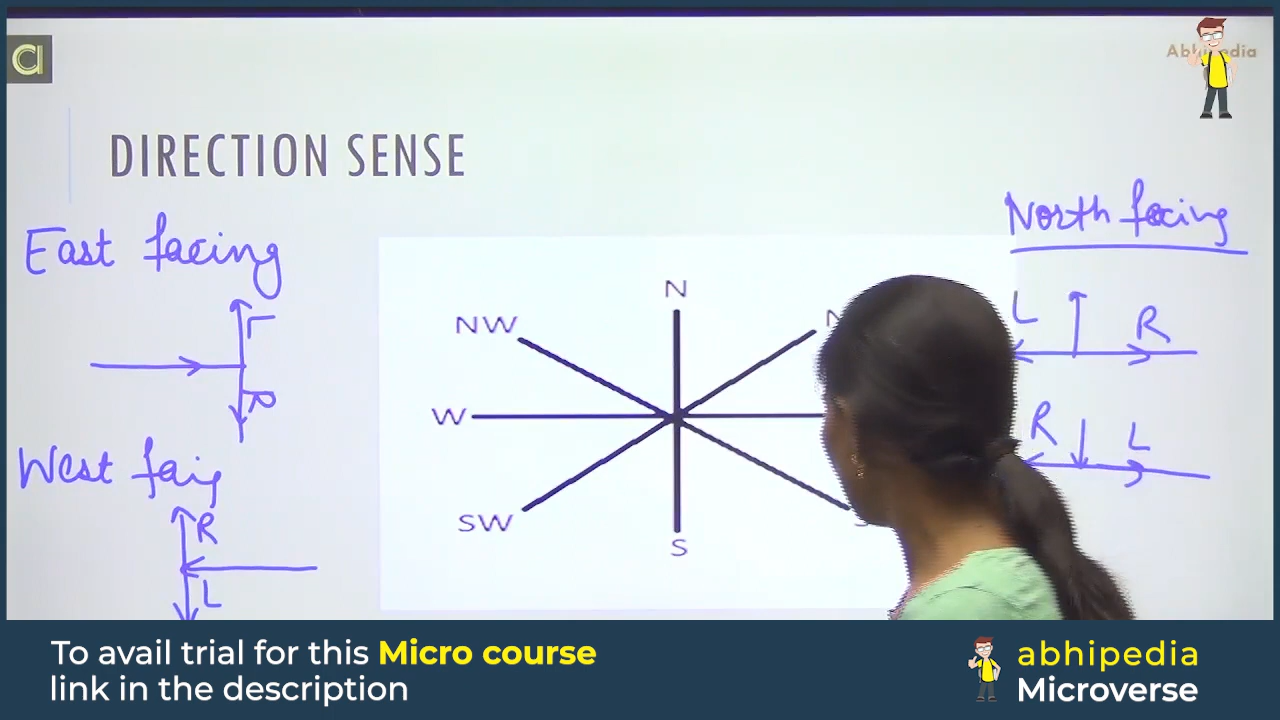 Abhipedia
DIRECTION SENSE
East facing
L
R
West
R
L
N
NW
W
SW
S
North facing
L
R
R
L
To avail trial for this Micro course
link in the description
abhipedia
Microverse